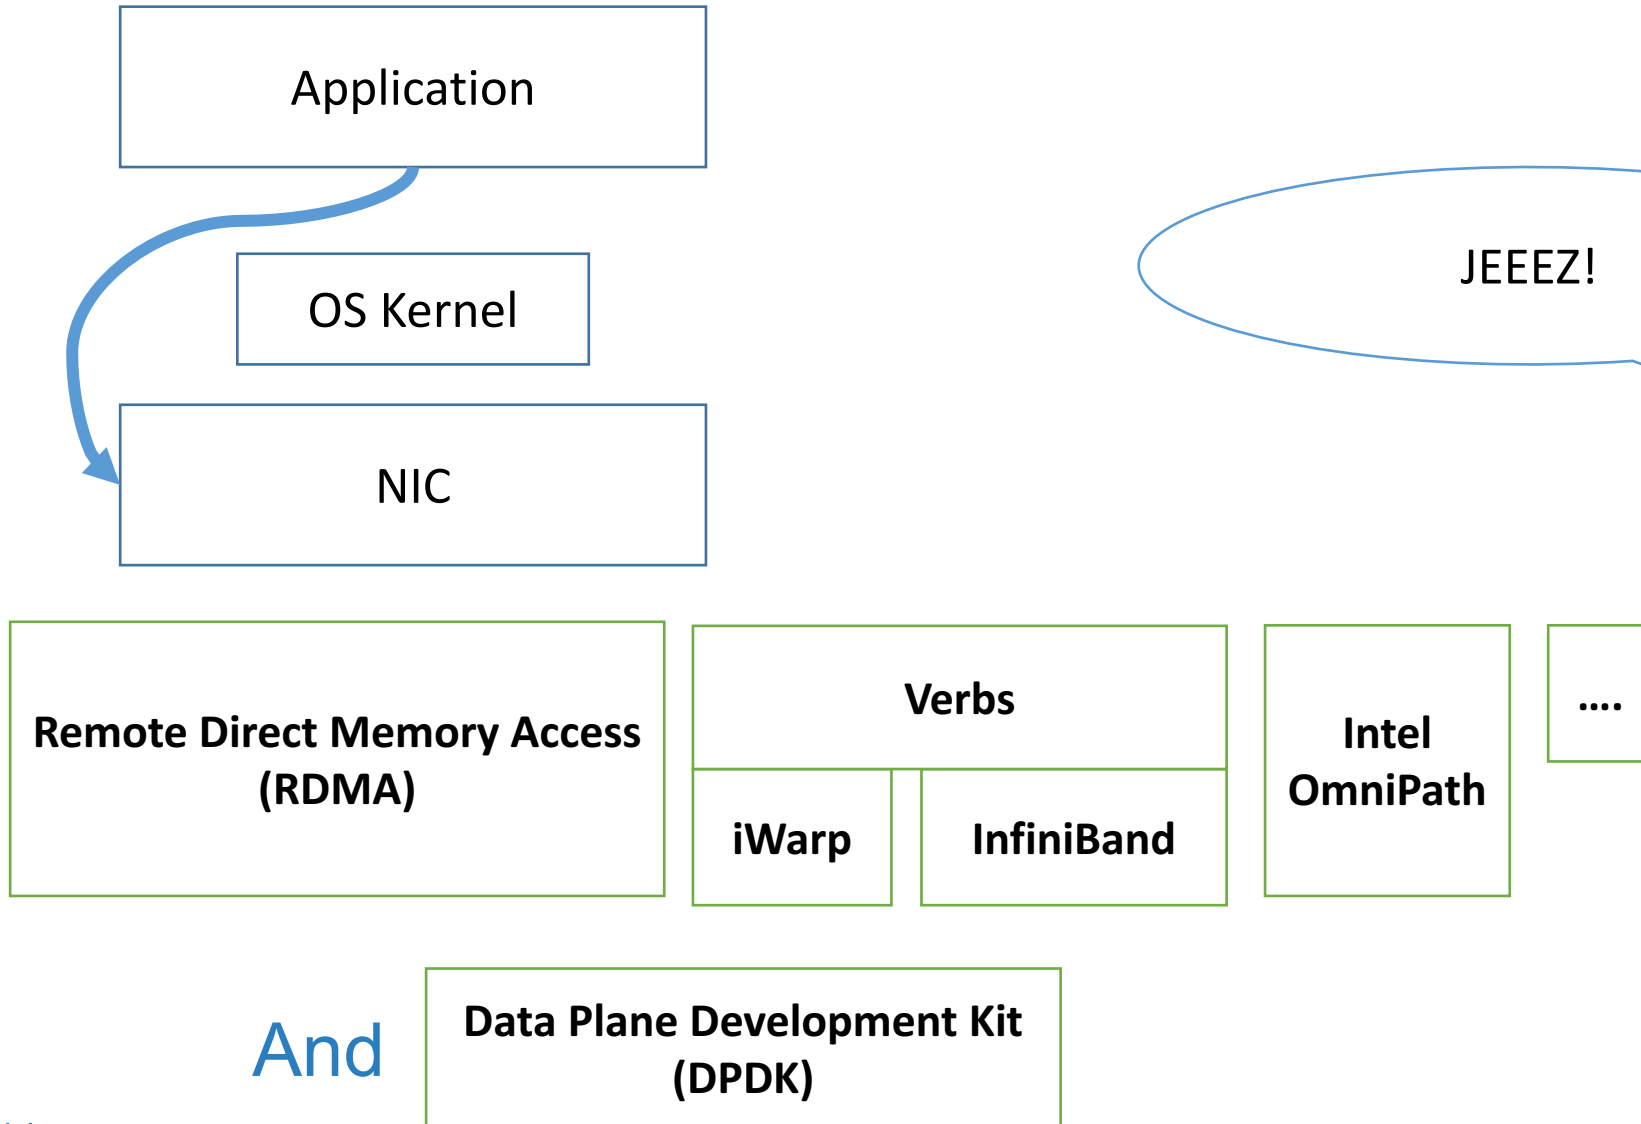 Application
OS Kernel
JEEEZ!
NIC
Remote Direct Memory Access
(RDMA)
Verbs
iWarp
InfiniBand
Intel
OmniPath
....
And
Data Plane Development Kit
(DPDK)